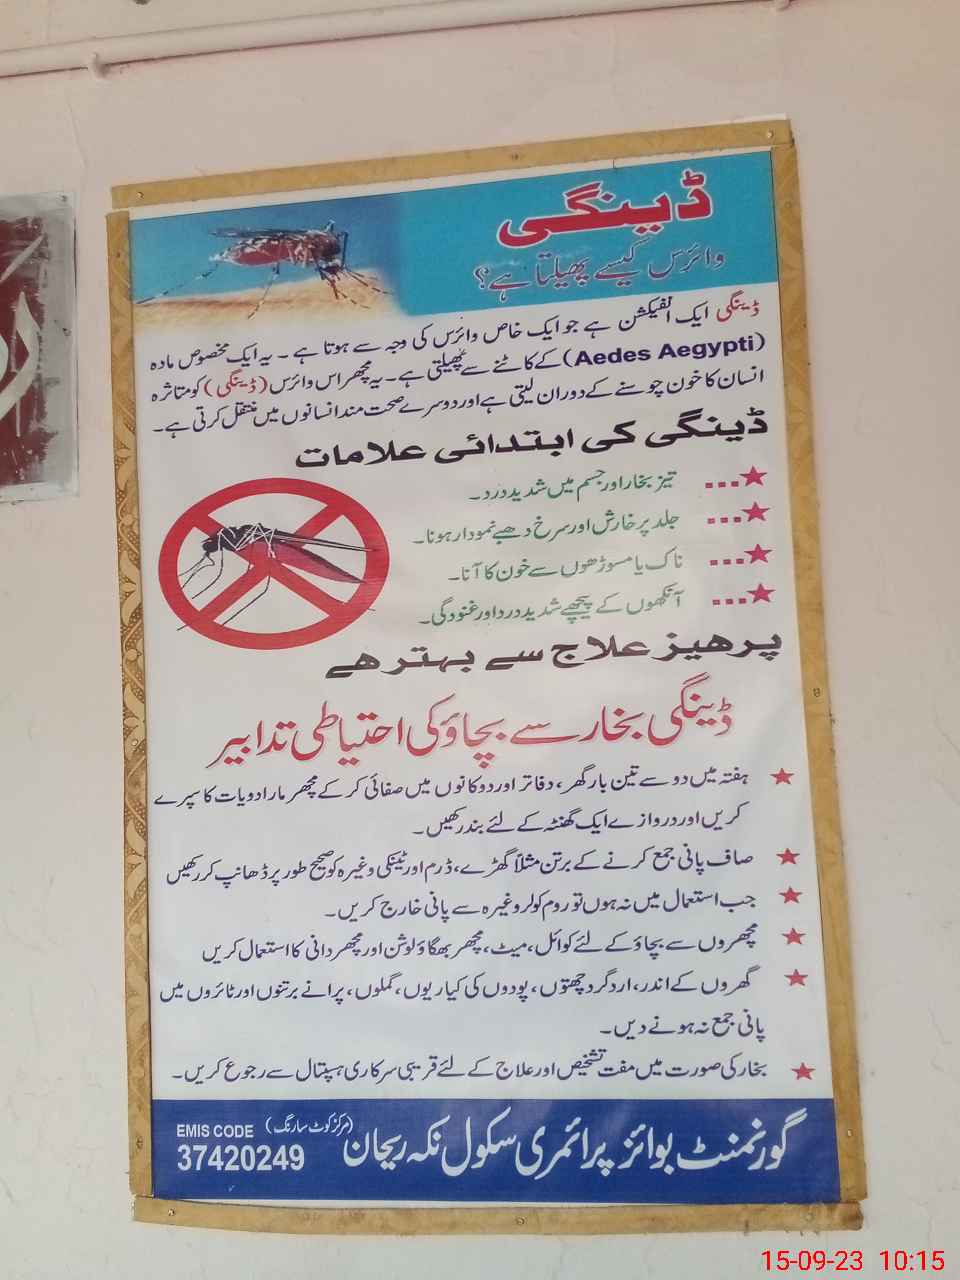 ڈینگی
وائرس کیسے پھیلتا ہے؟
ڈینگی ایک انفیکشن ہے جو ایک خاص وائرس کی وجہ سے ہوتا ہے ۔ یہ ایک مخصوص مادہ
(Aedes Aegypti) کے کاٹنے سے پھیلتی ہے۔ یہ مچھر اس وائرس (ڈینگی) کو متاثرہ
انسان کا خون چوسنے کے دوران لیتی ہے اور دوسرے صحت مند انسانوں میں منتقل کرتی ہے۔
ڈینگی کی ابتدائی علامات
★... تیز بخار اور جسم میں شدید درد۔
★... جلد پر خارش اور سرخ دھبے نمودار ہونا۔
★... ناک یا مسوڑھوں سے خون کا آنا۔
★... آنکھوں کے پیچھے شدید درد اور غنودگی۔
پرھیز علاج سے بہتر ھے
ڈینگی بخار سے بچاؤ کی احتیاطی تدابیر
★ ہفتہ میں دو سے تین بار گھر، دفاتر اور دوکانوں میں صفائی کر کے مچھر مار ادویات کا سپرے
کریں اور دروازے ایک گھنٹہ کے لئے بند رکھیں۔
★ صاف پانی جمع کرنے کے برتن مثلاً گھڑے، ڈرم اور ٹینکی وغیرہ کو صحیح طور پر ڈھانپ کر رکھیں
★ جب استعمال میں نہ ہوں تو روم کولر وغیرہ سے پانی خارج کریں۔
★ مچھروں سے بچاؤ کے لئے کوائل، میٹ، مچھر بھگاؤ لوشن اور مچھر دانی کا استعمال کریں
★ گھروں کے اندر، ارد گرد چھتوں، پودوں کی کیاریوں، گملوں، پرانے برتنوں اور ٹائروں میں
پانی جمع نہ ہونے دیں۔
★ بخار کی صورت میں مفت تشخیص اور علاج کے لئے قریبی سرکاری ہسپتال سے رجوع کریں۔
گورنمنٹ بوائز پرائمری سکول نکہ ریحان (مرکز کوٹ سارنگ)
EMIS CODE
37420249
15-09-23 10:15